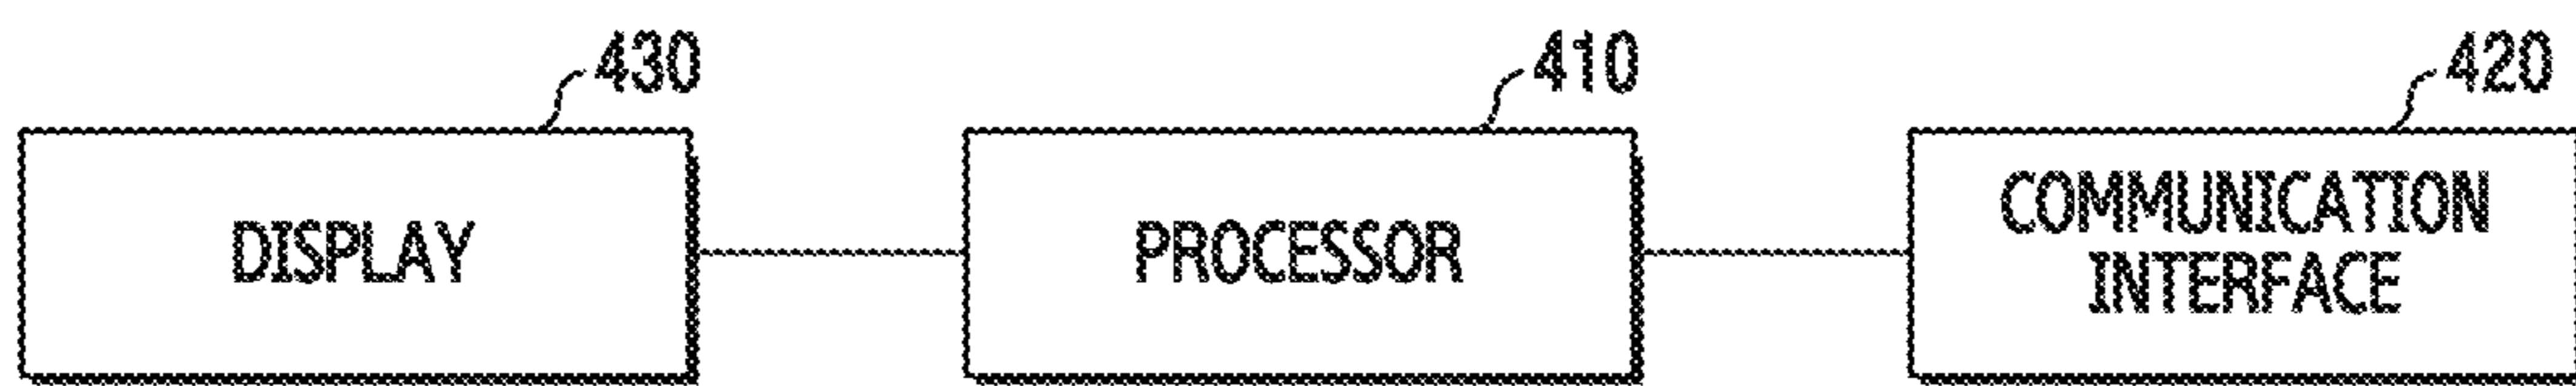 430
410
420
DISPLAY
PROCESSOR
COMMUNICATION
INTERFACE